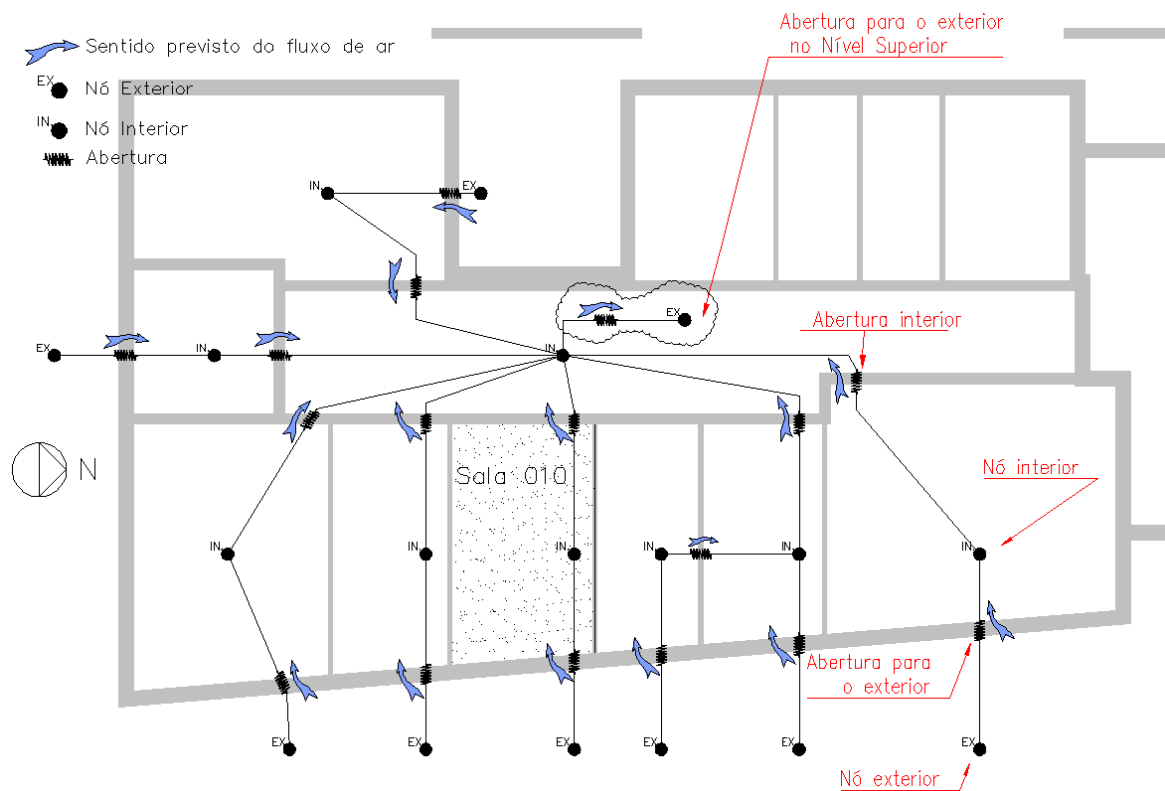 Abertura para o exterior
no Nível Superior
Sentido previsto do fluxo de ar
EX
Nó Exterior
IN
Nó Interior
Abertura
IN
EX
EX
Abertura interior
EX
IN
IN
N
Sala 010
Nó interior
IN
IN
IN
IN
IN
IN
Abertura para
o exterior
EX
EX
EX
EX
EX
EX
Nó exterior